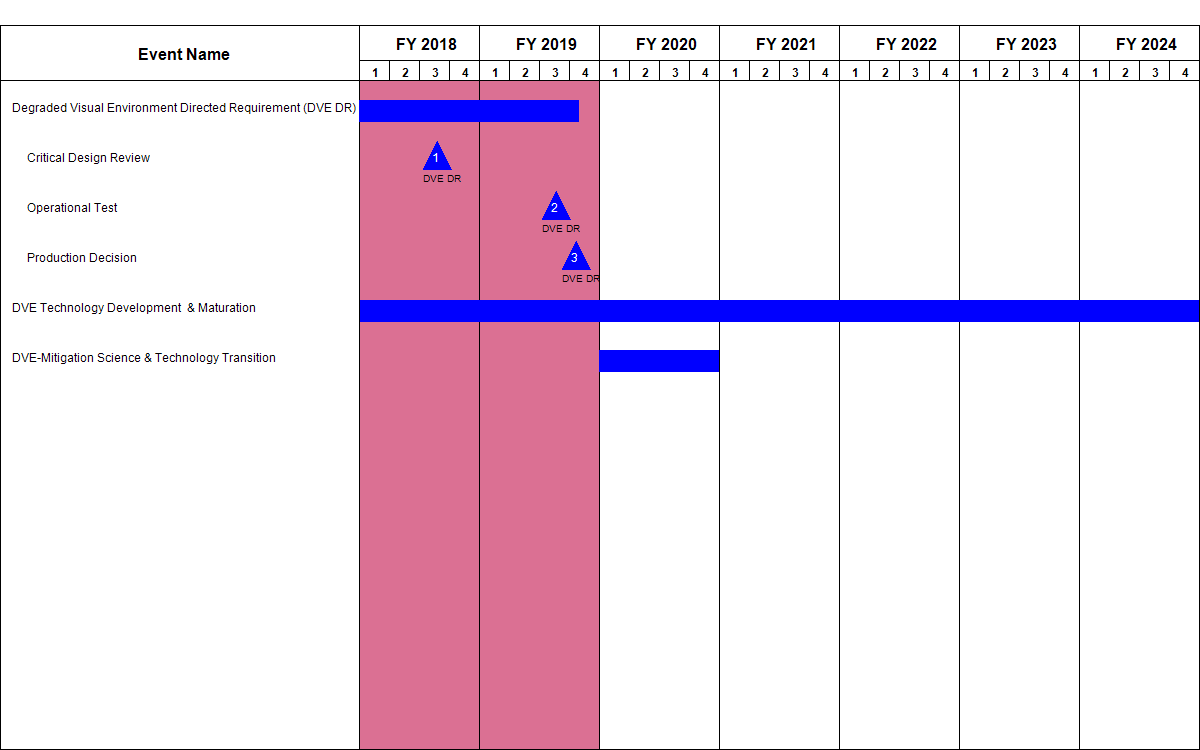 Event Name
FY 2018 FY 2019 FY 2020 FY 2021 FY 2022 FY 2023 FY 2024
1 2 3 4 1 2 3 4 1 2 3 4 1 2 3 4 1 2 3 4 1 2 3 4 1 2 3 4
Degraded Visual Environment Directed Requirement (DVE DR)
Critical Design Review
1
DVE DR
Operational Test
2
DVE DR
Production Decision
3
DVE DR
DVE Technology Development & Maturation
DVE-Mitigation Science & Technology Transition